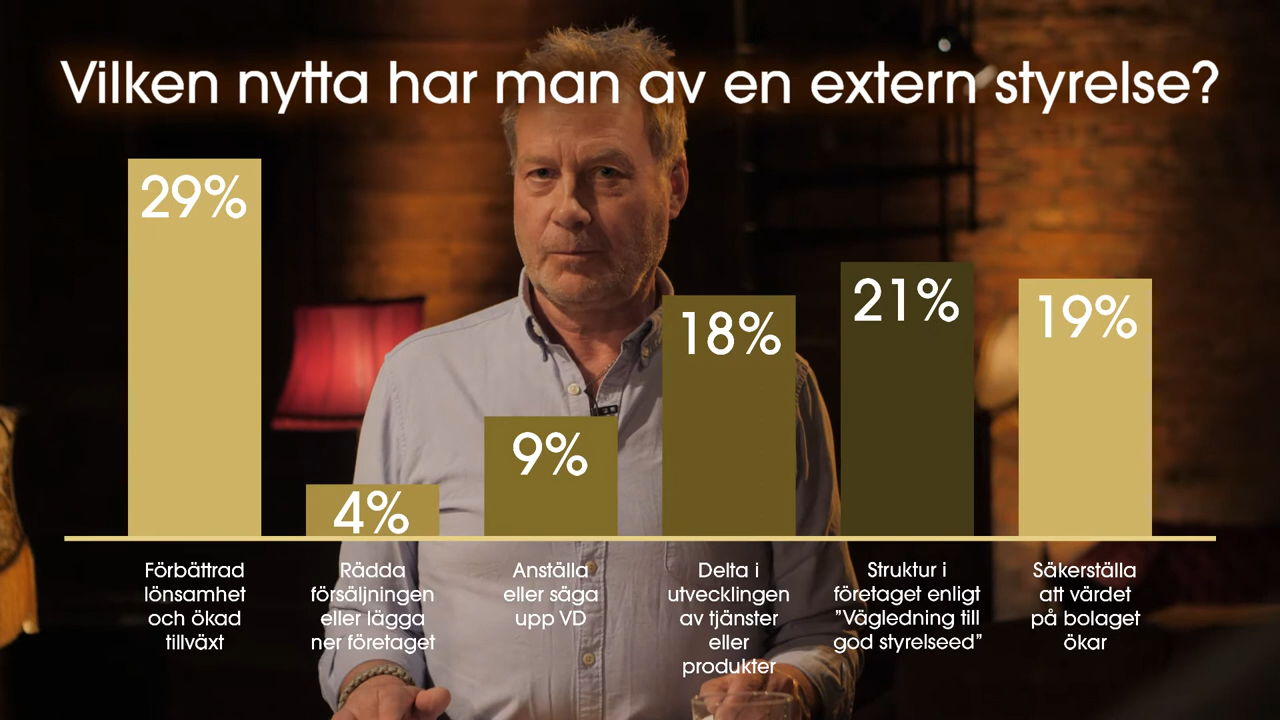 Vilken nytta har man av en extern styrelse?
29%
4%
9%
18%
21%
19%
Förbättrad
lönsamhet
och ökad
tillväxt
Rädda
försäljningen
eller lägga
ner företaget
Anställa
eller säga
upp VD
Delta i
utvecklingen
av tjänster
eller
produkter
Struktur i
företaget enligt
”Vägledning till
god styrelseed”
Säkerställa
att värdet
på bolaget
ökar